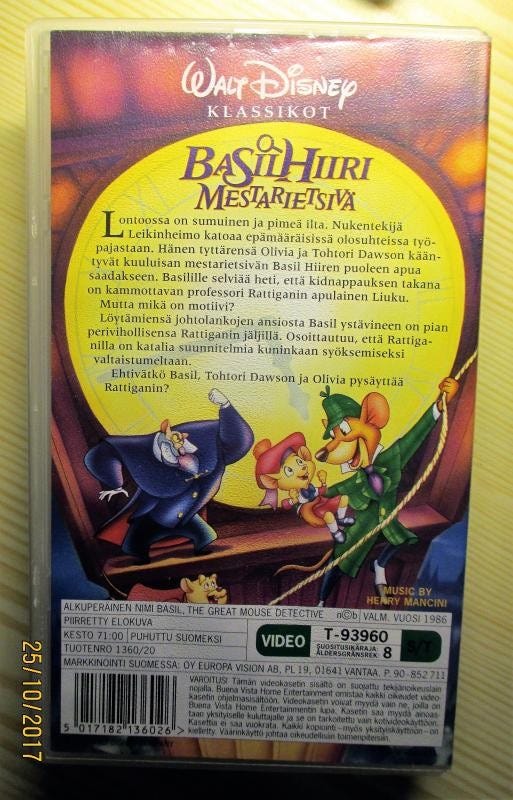 WALT DISNEY
KLASSIKOT
BASIL HIIRI
MESTARIETSIVÄ
Lontoossa on sumuinen ja pimeä ilta. Nukentekijä
Leikinheimo katoaa epämääräisissä olosuhteissa työ-
pajastaan. Hänen tyttärensä Olivia ja Tohtori Dawson kään-
tyvät kuuluisan mestarietsivän Basil Hiiren puoleen apua
saadakseen. Basilille selviää heti, että kidnappauksen takana
on kammottavan professori Rattiganin apulainen Liuku.
Mutta mikä on motiivi?
Löytämiensä johtolankojen ansiosta Basil ystävineen on pian
perivihollisensa Rattiganin jäljillä. Osoittautuu, että Rattiga-
nilla on katalia suunnitelmia kuninkaan syöksemiseksi
valtaistumeltaan.
Ehtivätkö Basil, Tohtori Dawson ja Olivia pysäyttää
Rattiganin?
MUSIC BY
HENRY MANCINI
ALKUPERÄINEN NIMI BASIL, THE GREAT MOUSE DETECTIVE n©b VALM. VUOSI 1986
PIIRRETTY ELOKUVA
KESTO 71:00 PUHUTTU SUOMEKSI
TUOTENRO 1360/20
VIDEO T-93960
SUOSITUSIKÄRAJA:
ÅLDERSGRÄNSREK. 8 S/T
MARKKINOINTI SUOMESSA: OY EUROPA VISION AB, PL 19, 01641 VANTAA. P. 90-852 711
VAROITUS! Tämän videokasetin sisältö on suojattu tekijänoikeuslain
nojalla. Buena Vista Home Entertainment omistaa kaikki oikeudet video-
kasetin ohjelmasisältöön. Videokasetin voivat myydä vain ne, joilla on
Buena Vista Home Entertainmentin lupa. Kasetin saa myydä ainoas-
taan yksityiselle kuluttajalle ja se on tarkoitettu vain kotivideokäyttöön.
Kasettia ei saa vuokrata. Kaikki kopiointi – myös yksityiskäyttöön – on
kielletty. Väärinkäyttö johtaa oikeudellisiin toimenpiteisiin.
5 017182 136026
25/10/2017